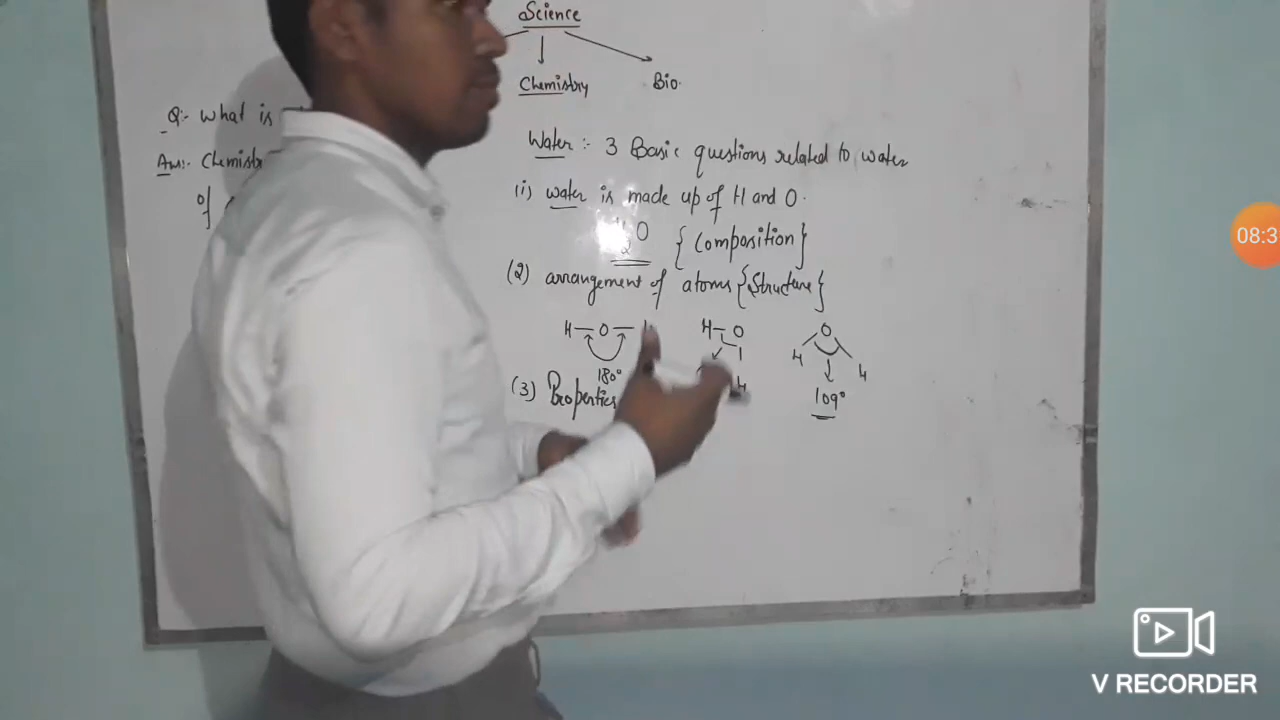 Science
Chemistry Bio.
Q:- What is
Ans:- Chemistr
of
Water :- 3 Basic questions related to water
(i) water is made up of H and O.
H2O {Composition}
(2) arrangement of atoms {Structure}
H—O— H—O O
H H H
180° 109°
(3) Properties
08:3
V RECORDER